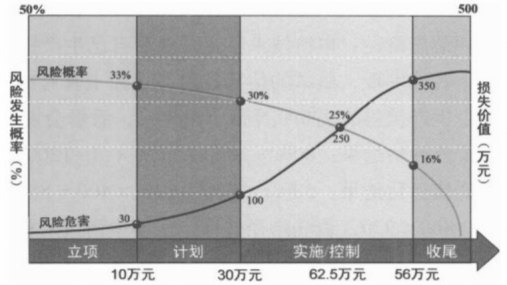 50%
500
风险概率
33%
30%
25%
250
350
16%
风险发生概率（%）
损失价值（万元）
风险危害
30
100
立项
计划
实施/控制
收尾
10万元
30万元
62.5万元
56万元